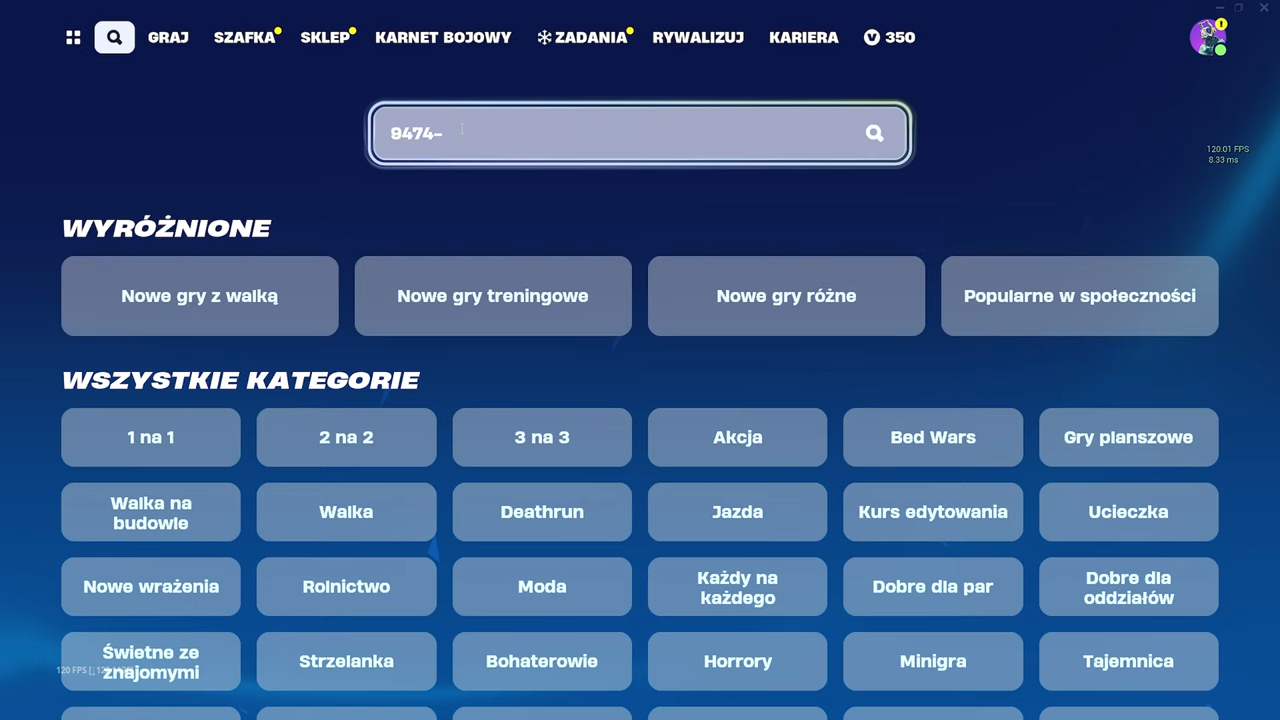 GRAJ SZAFKA SKLEP KARNET BOJOWY ZADANIA RYWALIZUJ KARIERA V 350
!
9474-
120.01 FPS
8.33 ms
WYRÓŻNIONE
Nowe gry z walką
Nowe gry treningowe
Nowe gry różne
Popularne w społeczności
WSZYSTKIE KATEGORIE
1 na 1
2 na 2
3 na 3
Akcja
Bed Wars
Gry planszowe
Walka na
budowle
Walka
Deathrun
Jazda
Kurs edytowania
Ucieczka
Nowe wrażenia
Rolnictwo
Moda
Każdy na
każdego
Dobre dla par
Dobre dla
oddziałów
Świetne ze
znajomymi
Strzelanka
Bohaterowie
Horrory
Minigra
Tajemnica
120 FPS